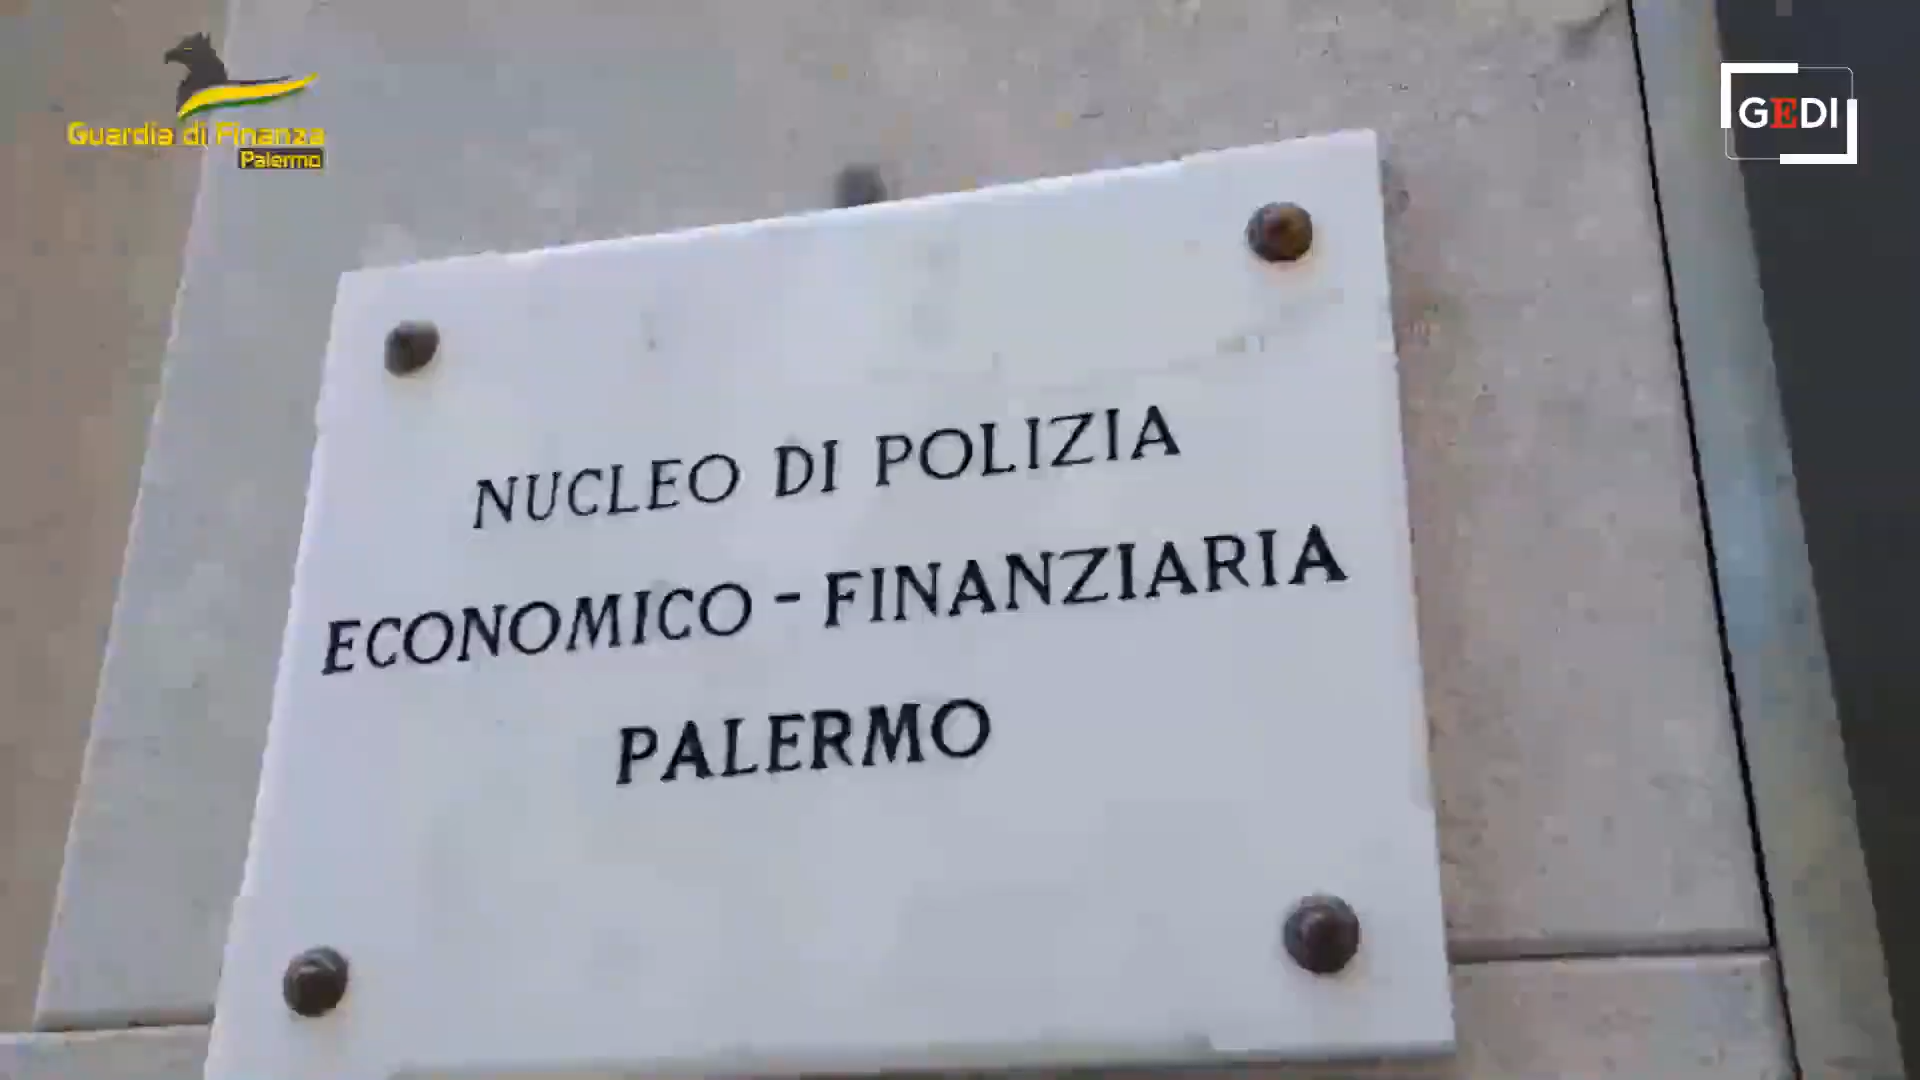 Guardia di Finanza
Palermo
GEDI
NUCLEO DI POLIZIA
ECONOMICO - FINANZIARIA
PALERMO